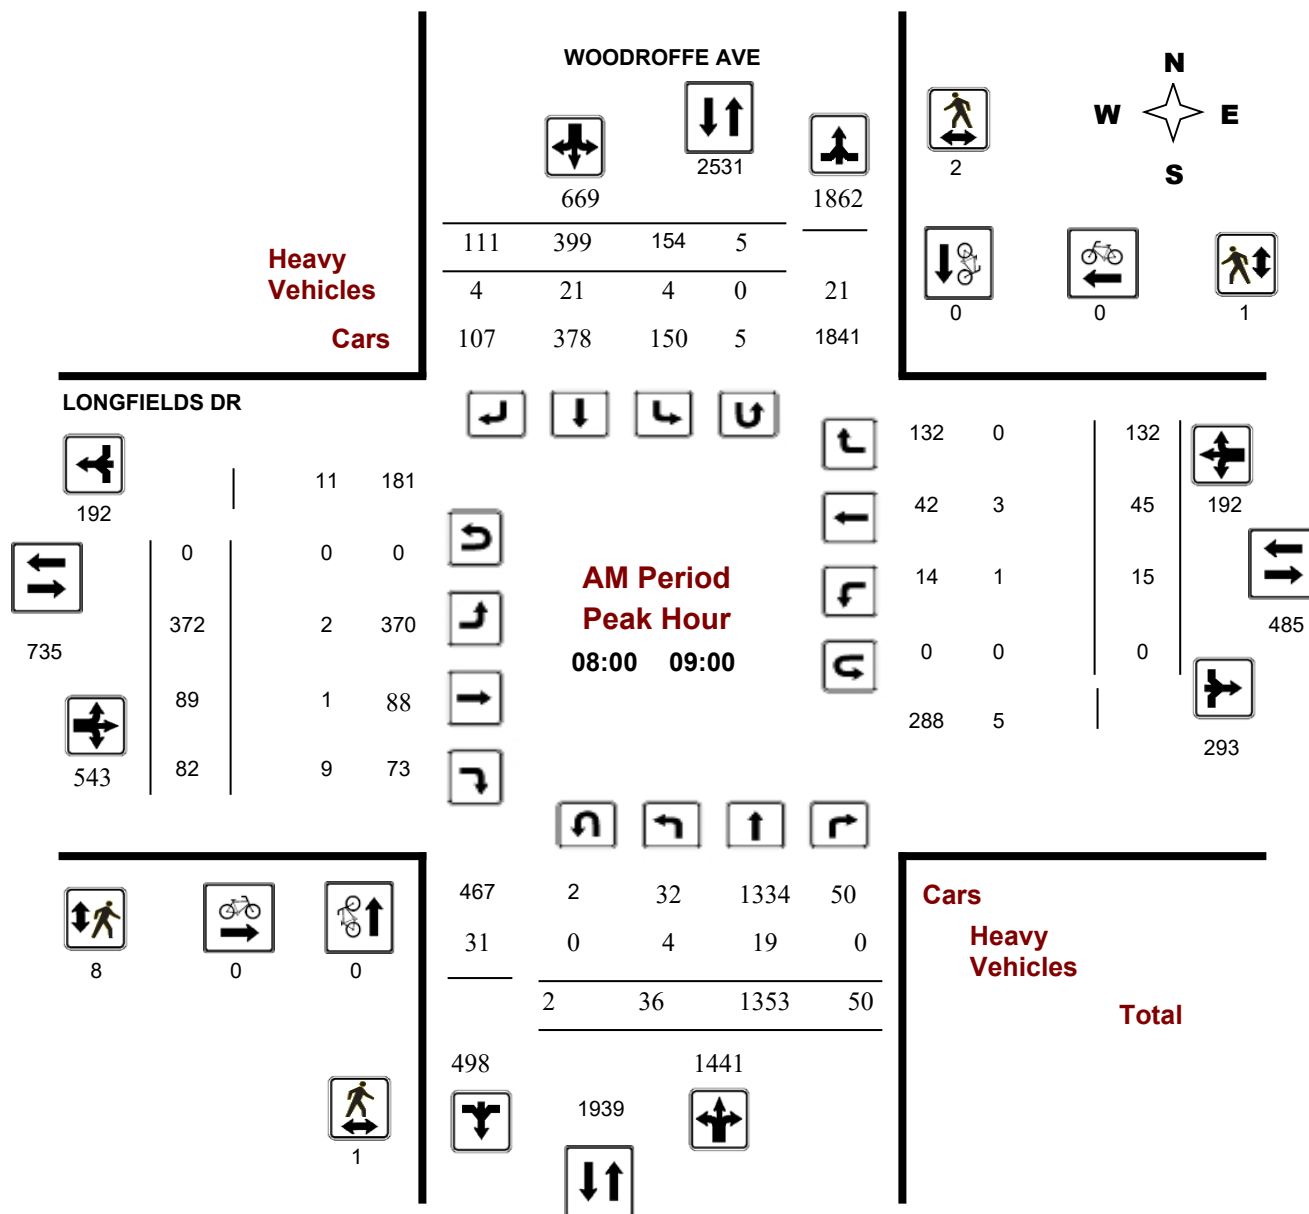 WOODROFFE AVE
N
W E
S
2531
2
669 1862
111 399 154 5
Heavy
Vehicles
4 21 4 0 21
0 0 1
Cars
107 378 150 5 1841
LONGFIELDS DR
132 0 132
11 181
192
42 3 45 192
0 0 0
AM Period
14 1 15
Peak Hour
372 2 370
485
735
08:00 09:00
0 0 0
89 1 88
288 5
293
543
82 9 73
467 2 32 1334 50
Cars
31 0 4 19 0
Heavy
Vehicles
8 0 0
2 36 1353 50
Total
498 1441
1939
1